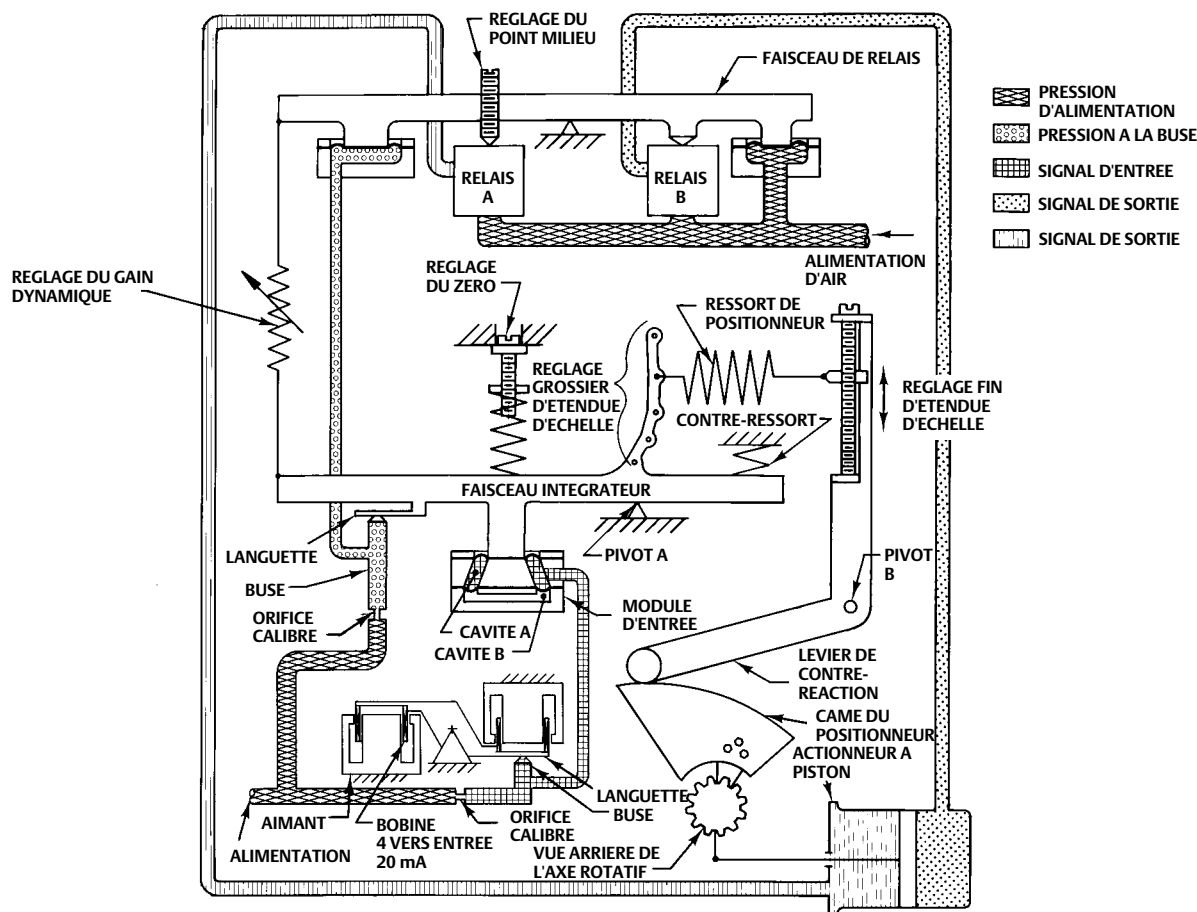 REGLAGE DU
POINT MILIEU
FAISCEAU DE RELAIS
PRESSION
D'ALIMENTATION
PRESSION A LA BUSE
SIGNAL D'ENTREE
SIGNAL DE SORTIE
SIGNAL DE SORTIE
RELAIS
A
RELAIS
B
ALIMENTATION
D'AIR
REGLAGE DU GAIN
DYNAMIQUE
REGLAGE
DU ZERO
RESSORT DE
POSITIONNEUR
REGLAGE
GROSSIER
D'ETENDUE
D'ECHELLE
REGLAGE FIN
D'ETENDUE
D'ECHELLE
CONTRE-RESSORT
FAISCEAU INTEGRATEUR
LANGUETTE
BUSE
ORIFICE
CALIBRE
PIVOT A
PIVOT
B
MODULE
D'ENTREE
CAVITE A
CAVITE B
LEVIER DE
CONTRE-
REACTION
CAME DU
POSITIONNEUR
ACTIONNEUR A
PISTON
LANGUETTE
BUSE
AIMANT
ALIMENTATION
BOBINE
4 VERS ENTREE
20 mA
ORIFICE
CALIBRE
VUE ARRIERE DE
L'AXE ROTATIF